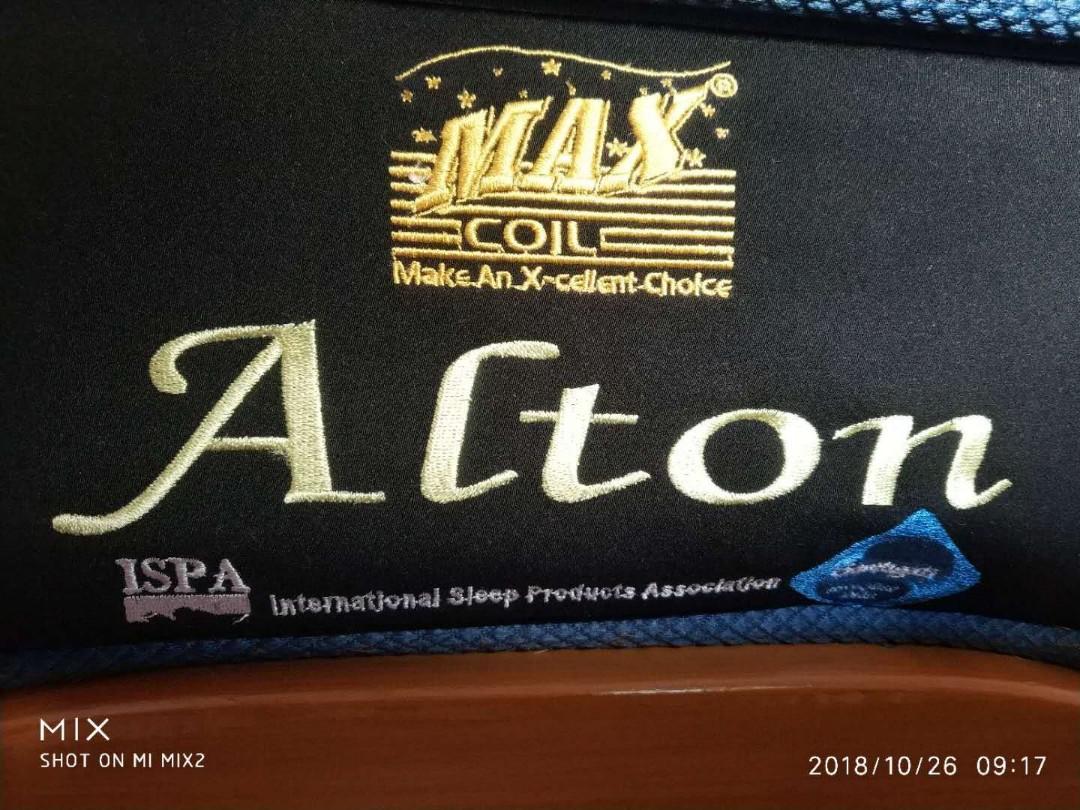 MAX®
COIL
Make An X-cellent Choice
Alton
ISPA
International Sleep Products Association
MIX
SHOT ON MI MIX2
2018/10/26 09:17